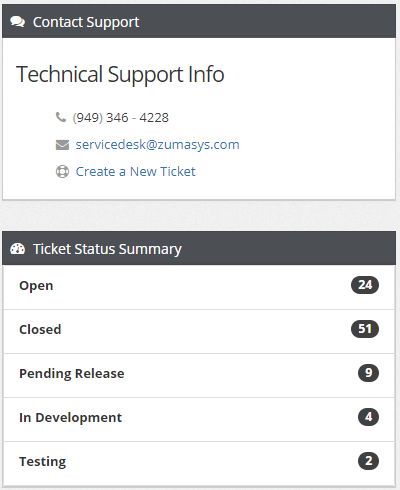 Contact Support
Technical Support Info
(949) 346 - 4228
servicedesk@zumasys.com
Create a New Ticket
Ticket Status Summary
Open 24
Closed 51
Pending Release 9
In Development 4
Testing 2